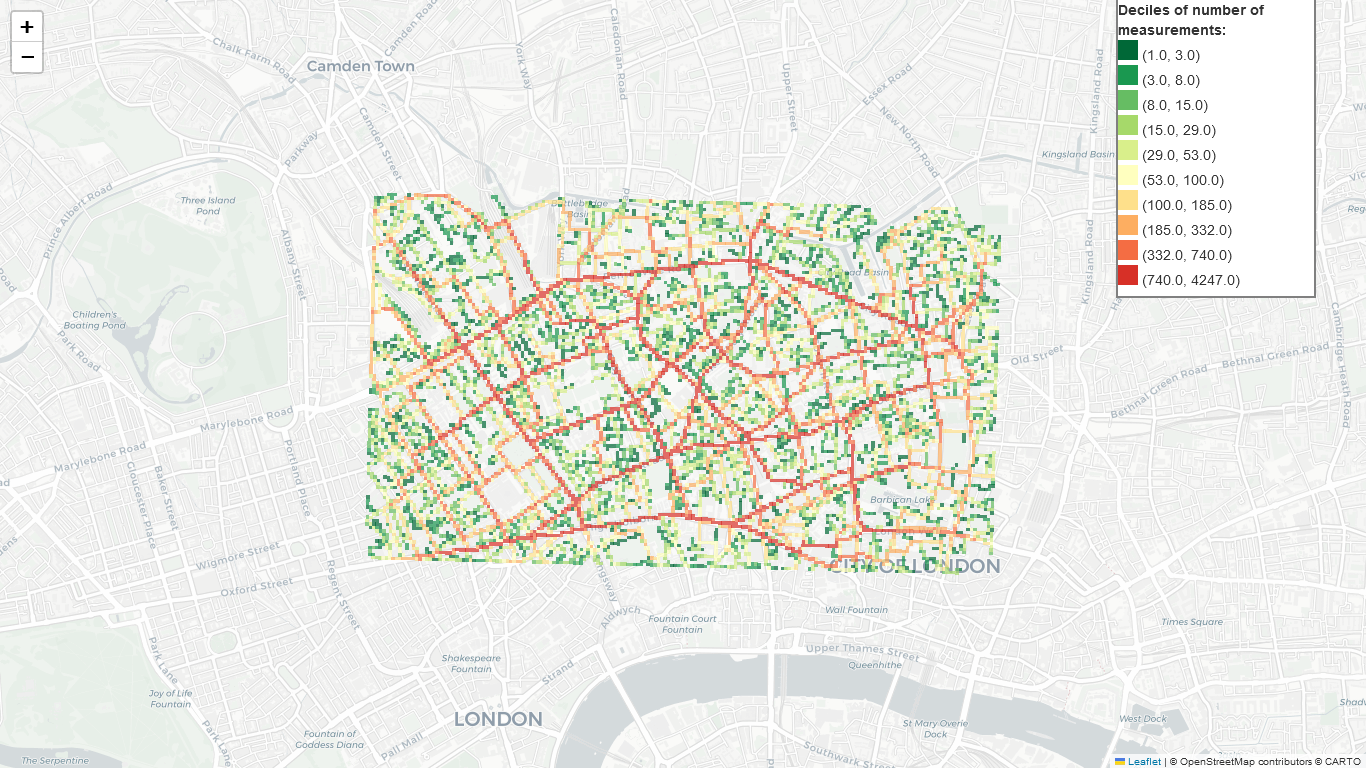 +
−
Deciles of number of
measurements:
(1.0, 3.0)
(3.0, 8.0)
(8.0, 15.0)
(15.0, 29.0)
(29.0, 53.0)
(53.0, 100.0)
(100.0, 185.0)
(185.0, 332.0)
(332.0, 740.0)
(740.0, 4247.0)
Camden Road
Caledonian Road
Chalk Farm Road
York Way
Camden Town
Upper Street
Essex Road
Kingsland Road
Camden Street
New North Road
Parkway
Kingsland Basin
Prince Albert Road
Three Island
Pond
Albany Street
Kingsland Road
Children's
Boating Pond
Park Road
Old Street
Bethnal Green Road
Bethnal Green Road
Cambridge Heath Road
Marylebone Road
Marylebone Road
Portland Place
Baker Street
Gloucester Place
Barbican Lake
Wigmore Street
Oxford Street
Regent Street
CITY OF LONDON
Kingsway
Aldwych
Fountain Court
Fountain
Wall Fountain
Times Square
Upper Thames Street
Queenhithe
Park Lane
Shakespeare
Fountain
Strand
Joy of Life
Fountain
LONDON
Park Lane
Fountain of
Goddess Diana
Pall Mall
St Mary Overie
Dock
West Dock
Southwark Street
The Serpentine
Leaflet | © OpenStreetMap contributors © CARTO